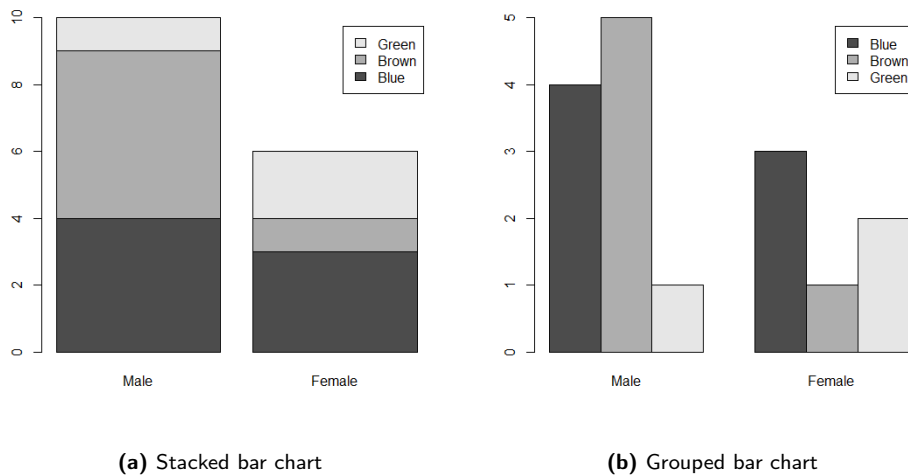 10
8
6
4
2
0
Green
Brown
Blue
Male Female
(a) Stacked bar chart
5
4
3
2
1
0
Blue
Brown
Green
Male Female
(b) Grouped bar chart